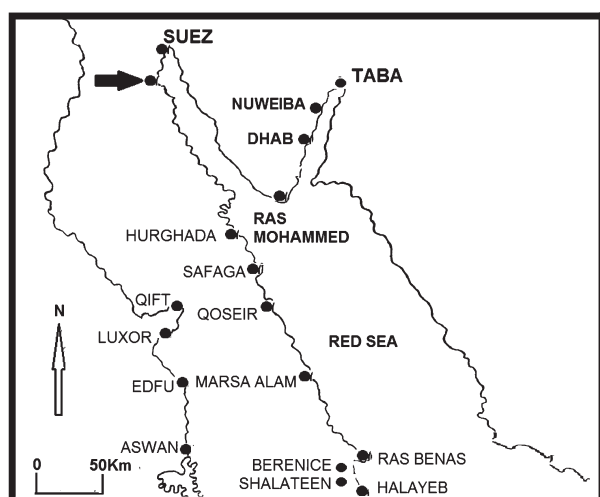 SUEZ
TABA
NUWEIBA
DHAB
RAS
MOHAMMED
HURGHADA
SAFAGA
QIFT
QOSEIR
N
LUXOR
RED SEA
EDFU
MARSA ALAM
ASWAN
RAS BENAS
BERENICE
SHALATEEN
HALAYEB
0 50Km